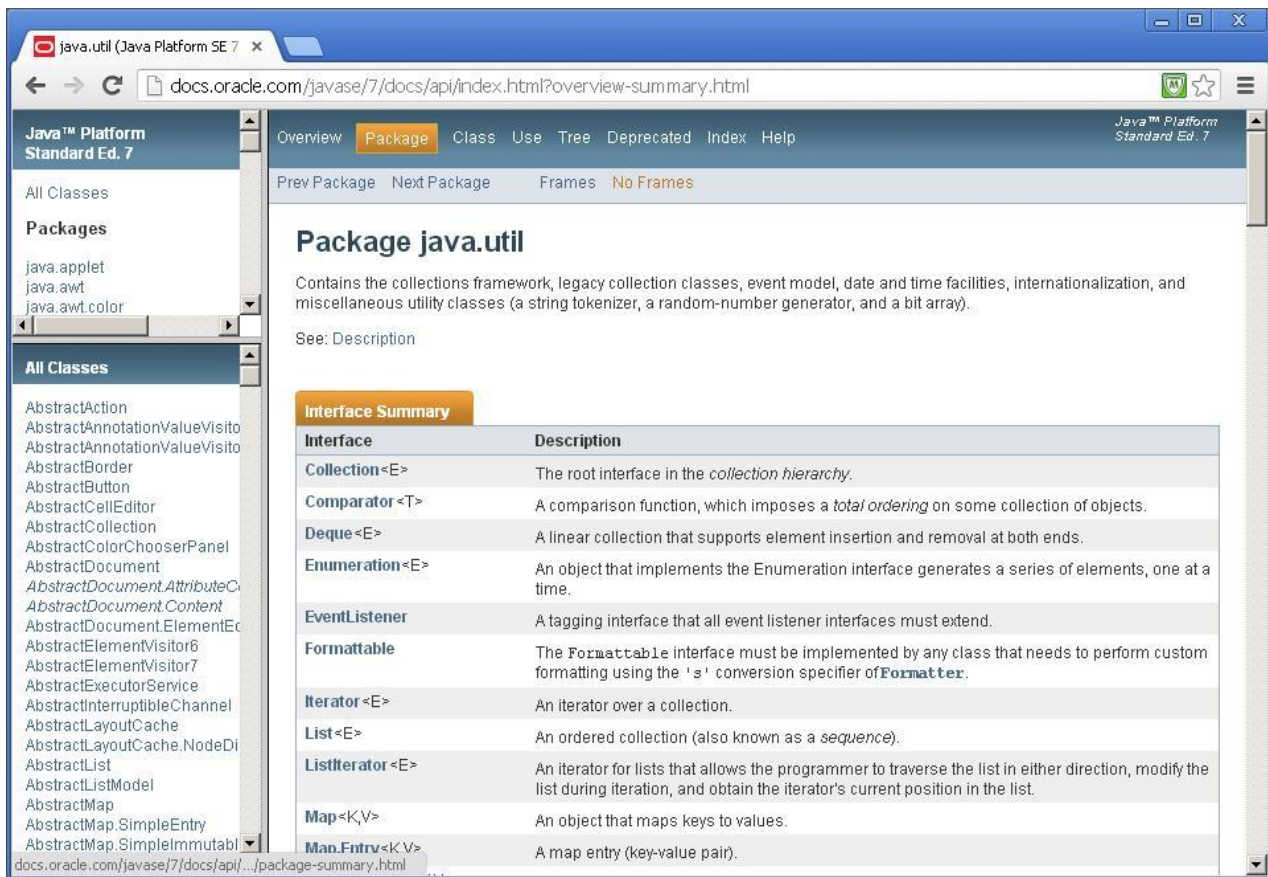 java.util (Java Platform SE 7
docs.oracle.com/javase/7/docs/api/index.html?overview-summary.html
Java™ Platform
Standard Ed. 7
All Classes
Packages
java.applet
java.awt
java.awt.color
All Classes
AbstractAction
AbstractAnnotationValueVisito
AbstractAnnotationValueVisito
AbstractBorder
AbstractButton
AbstractCellEditor
AbstractCollection
AbstractColorChooserPanel
AbstractDocument
AbstractDocument.AttributeC
AbstractDocument.Content
AbstractDocument.ElementEd
AbstractElementVisitor6
AbstractElementVisitor7
AbstractExecutorService
AbstractInterruptibleChannel
AbstractLayoutCache
AbstractLayoutCache.NodeDi
AbstractList
AbstractListModel
AbstractMap
AbstractMap.SimpleEntry
AbstractMap.SimpleImmutabl
docs.oracle.com/javase/7/docs/api/.../package-summary.html
Overview Package Class Use Tree Deprecated Index Help
Java™ Platform
Standard Ed. 7
Prev Package Next Package Frames No Frames
Package java.util
Contains the collections framework, legacy collection classes, event model, date and time facilities, internationalization, and
miscellaneous utility classes (a string tokenizer, a random-number generator, and a bit array).
See: Description
Interface Summary
Interface Description
Collection<E> The root interface in the collection hierarchy.
Comparator<T> A comparison function, which imposes a total ordering on some collection of objects.
Deque<E> A linear collection that supports element insertion and removal at both ends.
Enumeration<E> An object that implements the Enumeration interface generates a series of elements, one at a
time.
EventListener A tagging interface that all event listener interfaces must extend.
Formattable The Formattable interface must be implemented by any class that needs to perform custom
formatting using the 's' conversion specifier of Formatter.
Iterator<E> An iterator over a collection.
List<E> An ordered collection (also known as a sequence).
ListIterator<E> An iterator for lists that allows the programmer to traverse the list in either direction, modify the
list during iteration, and obtain the iterator's current position in the list.
Map<K,V> An object that maps keys to values.
Map.Entry<K,V> A map entry (key-value pair).